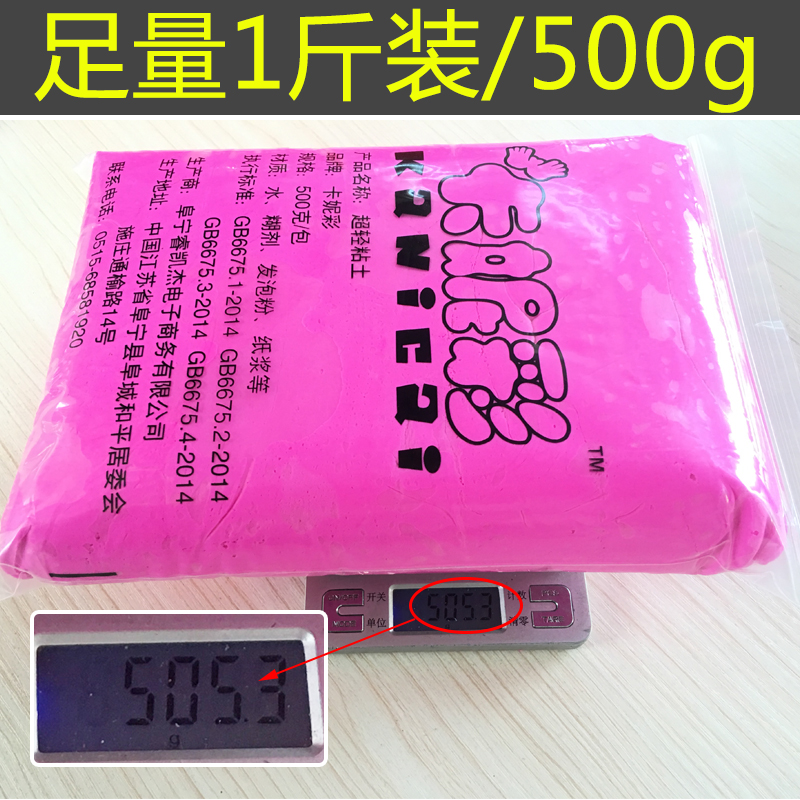 足量1斤装/500g
卡妮彩
TM
Kanicai
产品名称：超轻粘土
品牌：卡妮彩
规格：500克/包
材质：水、糊剂、发泡粉、纸浆等
执行标准：GB6675.1-2014 GB6675.2-2014
GB6675.3-2014 GB6675.4-2014
生产商：阜宁睿凯杰电子商务有限公司
生产地址：中国江苏省阜宁县阜城和平居委会
施庄通榆路14号
联系电话：0515-68581920
开关
单位
505.3
计数
清零
505.3
g